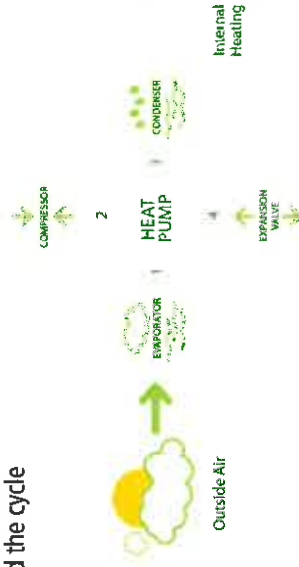 d the cycle
COMPRESSOR
2
EVAPORATOR
1
HEAT
PUMP
CONDENSER
4
EXPANSION
VALVE
Outside Air
Internal
Heating